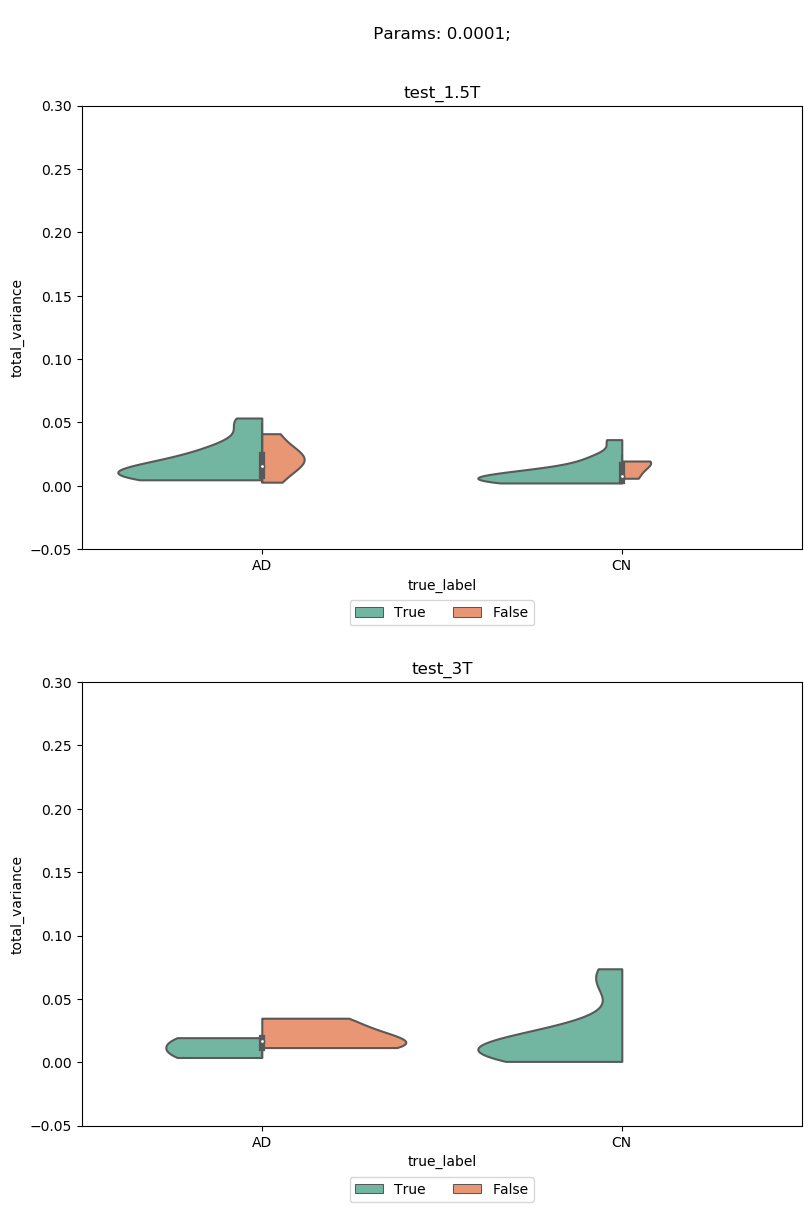 Params: 0.0001;
test_1.5T
0.30
0.25
0.20
0.15
0.10
0.05
0.00
−0.05
total_variance
AD CN
true_label
True False
test_3T
0.30
0.25
0.20
0.15
0.10
0.05
0.00
−0.05
total_variance
AD CN
true_label
True False